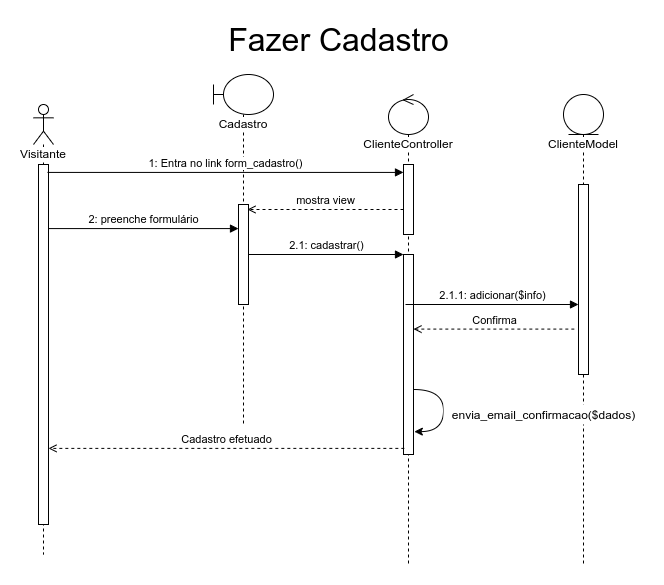 Fazer Cadastro
Cadastro
ClienteController
ClienteModel
Visitante
1: Entra no link form_cadastro()
mostra view
2: preenche formulário
2.1: cadastrar()
2.1.1: adicionar($info)
Confirma
envia_email_confirmacao($dados)
Cadastro efetuado